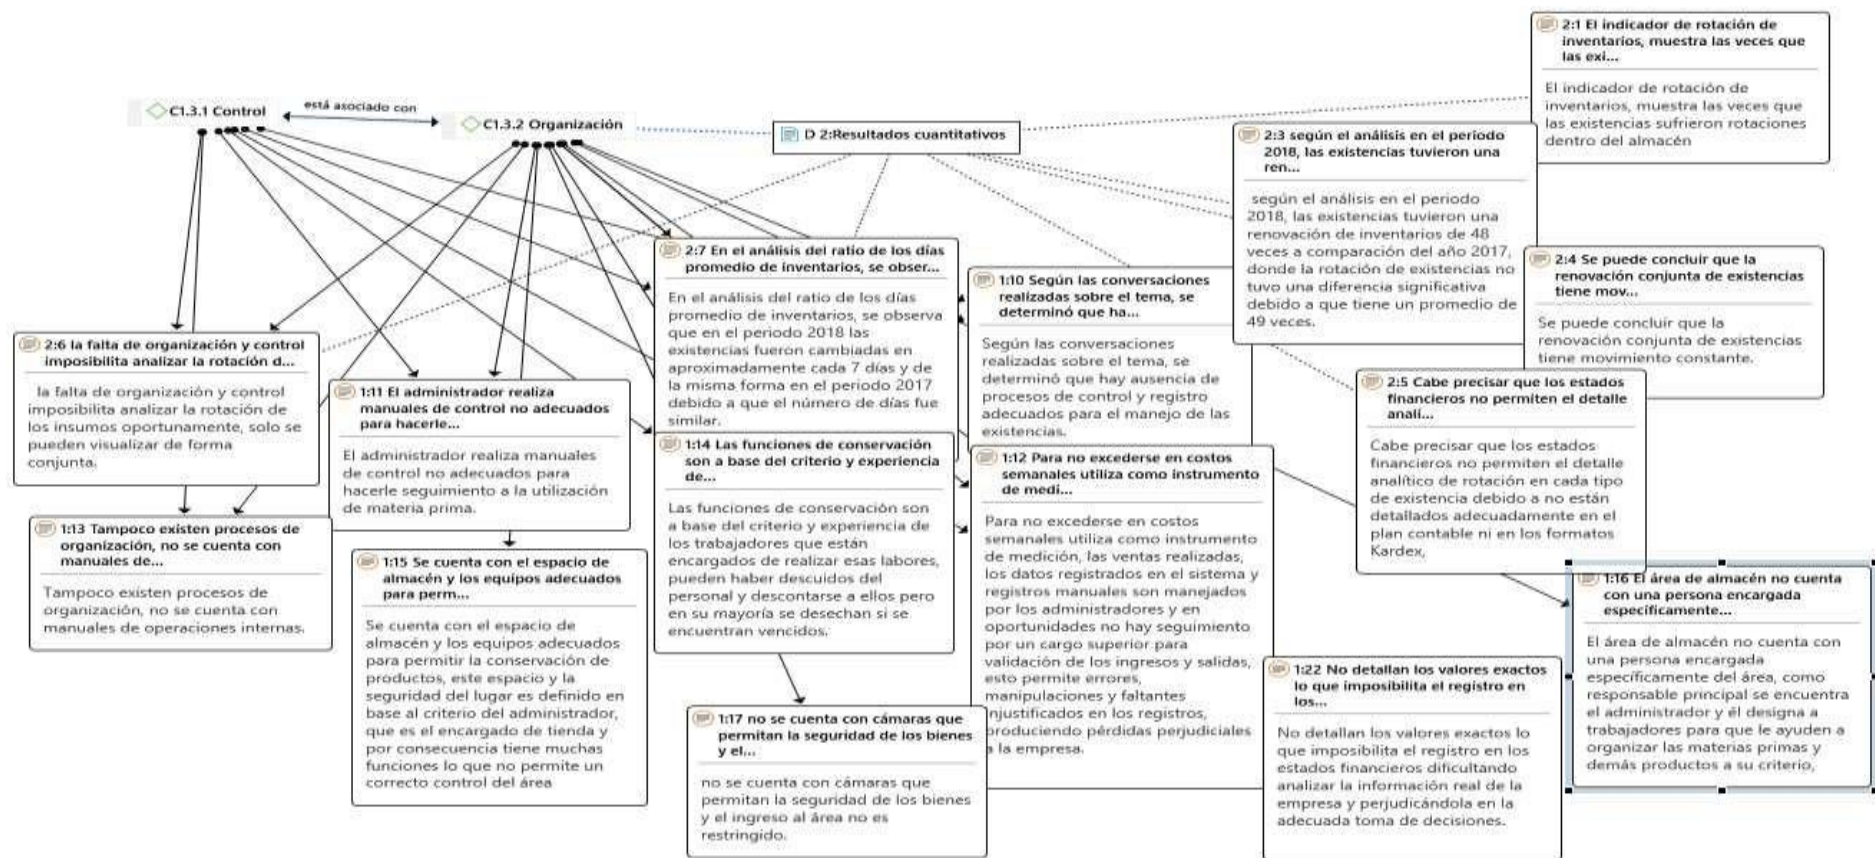 C1.3.1 Control
está asociado con
C1.3.2 Organización
D 2:Resultados cuantitativos
2:1 El indicador de rotación de
inventarios, muestra las veces que
las exi...
El indicador de rotación de
inventarios, muestra las veces que
las existencias sufrieron rotaciones
dentro del almacén
2:3 según el análisis en el periodo
2018, las existencias tuvieron una
ren...
según el análisis en el periodo
2018, las existencias tuvieron una
renovación de inventarios de 48
veces a comparación del año 2017,
donde la rotación de existencias no
tuvo una diferencia significativa
debido a que tiene un promedio de
49 veces.
2:4 Se puede concluir que la
renovación conjunta de existencias
tiene mov...
Se puede concluir que la
renovación conjunta de existencias
tiene movimiento constante.
2:7 En el análisis del ratio de los días
promedio de inventarios, se obser...
En el análisis del ratio de los días
promedio de inventarios, se observa
que en el periodo 2018 las
existencias fueron cambiadas en
aproximadamente cada 7 días y de
la misma forma en el periodo 2017
debido a que el número de días fue
similar.
1:10 Según las conversaciones
realizadas sobre el tema, se
determinó que ha...
Según las conversaciones
realizadas sobre el tema, se
determinó que hay ausencia de
procesos de control y registro
adecuados para el manejo de las
existencias.
2:6 la falta de organización y control
imposibilita analizar la rotación d...
la falta de organización y control
imposibilita analizar la rotación de
los insumos oportunamente, solo se
pueden visualizar de forma
conjunta.
1:11 El administrador realiza
manuales de control no adecuados
para hacerle...
El administrador realiza manuales
de control no adecuados para
hacerle seguimiento a la utilización
de materia prima.
2:5 Cabe precisar que los estados
financieros no permiten el detalle
analí...
Cabe precisar que los estados
financieros no permiten el detalle
analítico de rotación en cada tipo
de existencia debido a no están
detallados adecuadamente en el
plan contable ni en los formatos
Kardex,
1:14 Las funciones de conservación
son a base del criterio y experiencia
de...
Las funciones de conservación son
a base del criterio y experiencia de
los trabajadores que están
encargados de realizar esas labores,
pueden haber descuidos del
personal y descontarse a ellos pero
en su mayoría se desechan si se
encuentran vencidos.
1:12 Para no excederse en costos
semanales utiliza como instrumento
de medi...
Para no excederse en costos
semanales utiliza como instrumento
de medición, las ventas realizadas,
los datos registrados en el sistema y
registros manuales son manejados
por los administradores y en
oportunidades no hay seguimiento
por un cargo superior para
validación de los ingresos y salidas,
esto permite errores,
manipulaciones y faltantes
injustificados en los registros,
produciendo pérdidas perjudiciales
a la empresa.
1:13 Tampoco existen procesos de
organización, no se cuenta con
manuales de...
Tampoco existen procesos de
organización, no se cuenta con
manuales de operaciones internas.
1:15 Se cuenta con el espacio de
almacén y los equipos adecuados
para perm...
Se cuenta con el espacio de
almacén y los equipos adecuados
para permitir la conservación de
productos, este espacio y la
seguridad del lugar es definido en
base al criterio del administrador,
que es el encargado de tienda y
por consecuencia tiene muchas
funciones lo que no permite un
correcto control del área
1:16 El área de almacén no cuenta
con una persona encargada
específicamente...
El área de almacén no cuenta con
una persona encargada
específicamente del área, como
responsable principal se encuentra
el administrador y él designa a
trabajadores para que le ayuden a
organizar las materias primas y
demás productos a su criterio,
1:22 No detallan los valores exactos
lo que imposibilita el registro en
los...
No detallan los valores exactos lo
que imposibilita el registro en los
estados financieros dificultando
analizar la información real de la
empresa y perjudicándola en la
adecuada toma de decisiones.
1:17 no se cuenta con cámaras que
permitan la seguridad de los bienes
y el...
no se cuenta con cámaras que
permitan la seguridad de los bienes
y el ingreso al área no es
restringido.